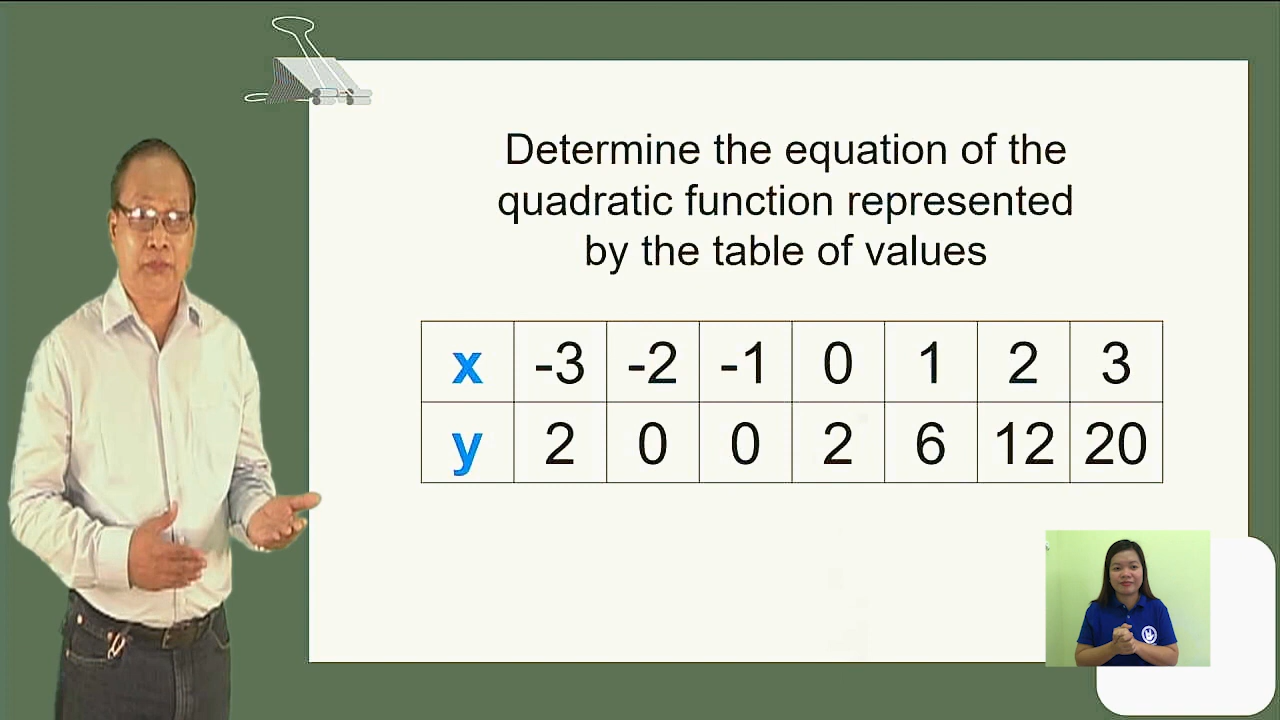 Determine the equation of the
quadratic function represented
by the table of values
x -3 -2 -1 0 1 2 3
y 2 0 0 2 6 12 20